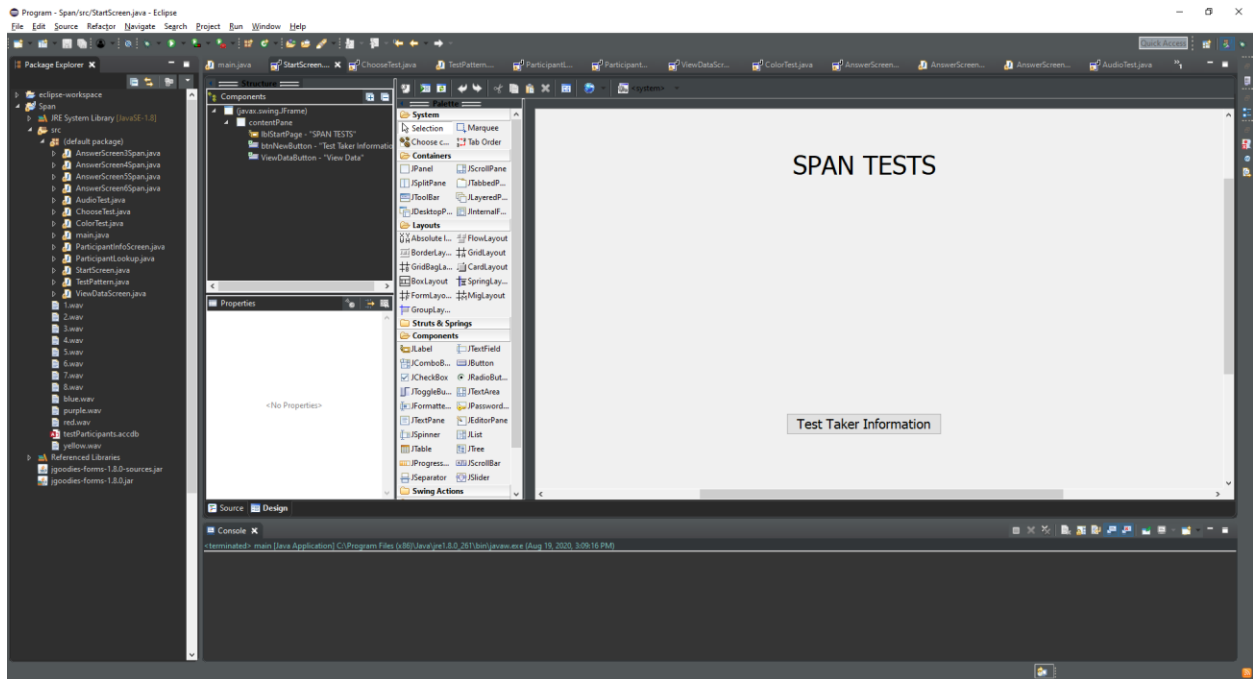 Program - Span/src/StartScreen.java - Eclipse
File Edit Source Refactor Navigate Search Project Run Window Help
Quick Access
Package Explorer
eclipse-workspace
Span
JRE System Library [JavaSE-1.8]
src
(default package)
AnswerScreen3Span.java
AnswerScreen4Span.java
AnswerScreen5Span.java
AnswerScreen6Span.java
AudioTest.java
ChooseTest.java
ColorTest.java
main.java
ParticipantInfoScreen.java
ParticipantLookup.java
StartScreen.java
TestPattern.java
ViewDataScreen.java
1.wav
2.wav
3.wav
4.wav
5.wav
6.wav
7.wav
8.wav
blue.wav
purple.wav
red.wav
testParticipants.accdb
yellow.wav
Referenced Libraries
jgoodies-forms-1.8.0-sources.jar
jgoodies-forms-1.8.0.jar
main.java StartScreen.... ChooseTest.java TestPattern.... ParticipantL... Participant... ViewDataScr... ColorTest.java AnswerScreen... AnswerScreen... AnswerScreen... AudioTest.java
Structure
Components
(javax.swing.JFrame)
contentPane
lblStartPage - "SPAN TESTS"
btnNewButton - "Test Taker Informatio
ViewDataButton - "View Data"
Properties
<No Properties>
<system>
Palette
System
Selection Marquee
Choose c... Tab Order
Containers
JPanel JScrollPane
JSplitPane JTabbedP...
JToolBar JLayeredP...
JDesktopP... JInternalF...
Layouts
Absolute l... FlowLayout
BorderLay... GridLayout
GridBagLa... CardLayout
BoxLayout SpringLay...
FormLayo... MigLayout
GroupLay...
Struts & Springs
Components
JLabel JTextField
JComboB... JButton
JCheckBox JRadioBut...
JToggleBu... JTextArea
JFormatte... JPassword...
JTextPane JEditorPane
JSpinner JList
JTable JTree
JProgress... JScrollBar
JSeparator JSlider
Swing Actions
SPAN TESTS
Test Taker Information
Source Design
Console
<terminated> main [Java Application] C:\Program Files (x86)\Java\jre1.8.0_261\bin\javaw.exe (Aug 19, 2020, 3:09:16 PM)